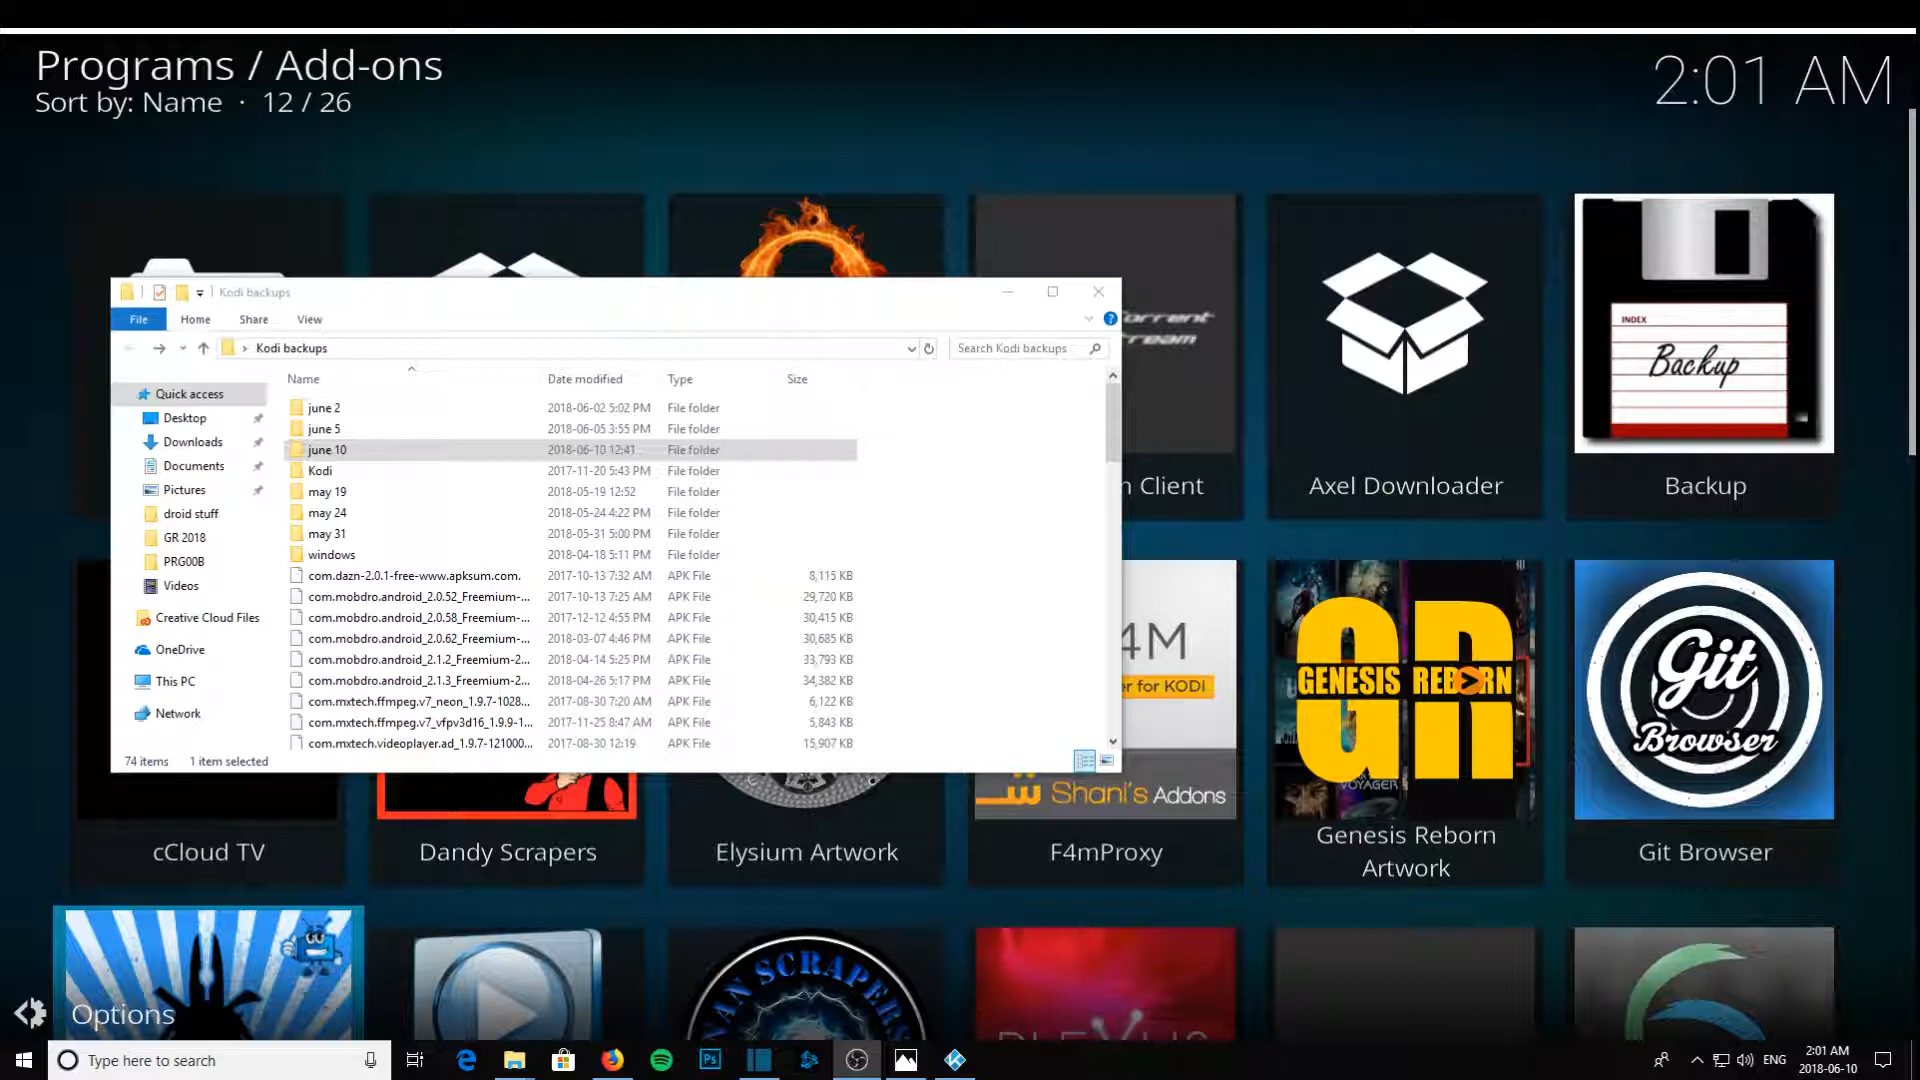 Programs / Add-ons
Sort by: Name · 12 / 26
2:01 AM
Kodi backups
File Home Share View
Kodi backups
Search Kodi backups
Name Date modified Type Size
Quick access
Desktop
Downloads
Documents
Pictures
droid stuff
GR 2018
PRG00B
Videos
Creative Cloud Files
OneDrive
This PC
Network
june 2 2018-06-02 5:02 PM File folder
june 5 2018-06-05 3:55 PM File folder
june 10 2018-06-10 12:41 File folder
Kodi 2017-11-20 5:43 PM File folder
may 19 2018-05-19 12:52 File folder
may 24 2018-05-24 4:22 PM File folder
may 31 2018-05-31 5:00 PM File folder
windows 2018-04-18 5:11 PM File folder
com.dazn-2.0.1-free-www.apksum.com. 2017-10-13 7:32 AM APK File 8,115 KB
com.mobdro.android_2.0.52_Freemium-... 2017-10-13 7:25 AM APK File 29,720 KB
com.mobdro.android_2.0.58_Freemium-... 2017-12-12 4:55 PM APK File 30,415 KB
com.mobdro.android_2.0.62_Freemium-... 2018-03-07 4:46 PM APK File 30,685 KB
com.mobdro.android_2.1.2_Freemium-2... 2018-04-14 5:25 PM APK File 33,793 KB
com.mobdro.android_2.1.3_Freemium-2... 2018-04-26 5:17 PM APK File 34,382 KB
com.mxtech.ffmpeg.v7_neon_1.9.7-1028... 2017-08-30 7:20 AM APK File 6,122 KB
com.mxtech.ffmpeg.v7_vfpv3d16_1.9.9-1... 2017-11-25 8:47 AM APK File 5,843 KB
com.mxtech.videoplayer.ad_1.9.7-121000... 2017-08-30 12:19 APK File 15,907 KB
74 items 1 item selected
orrent
ream
INDEX
Backup
n Client
Axel Downloader
Backup
4M
er for KODI
Shani's Addons
GR
GENESIS REBORN
VOYAGER
Git
Browser
cCloud TV
Dandy Scrapers
Elysium Artwork
F4mProxy
Genesis Reborn
Artwork
Git Browser
AN SCRAPERS
PLEXUS
Options
Type here to search
Ps
ENG
2:01 AM
2018-06-10